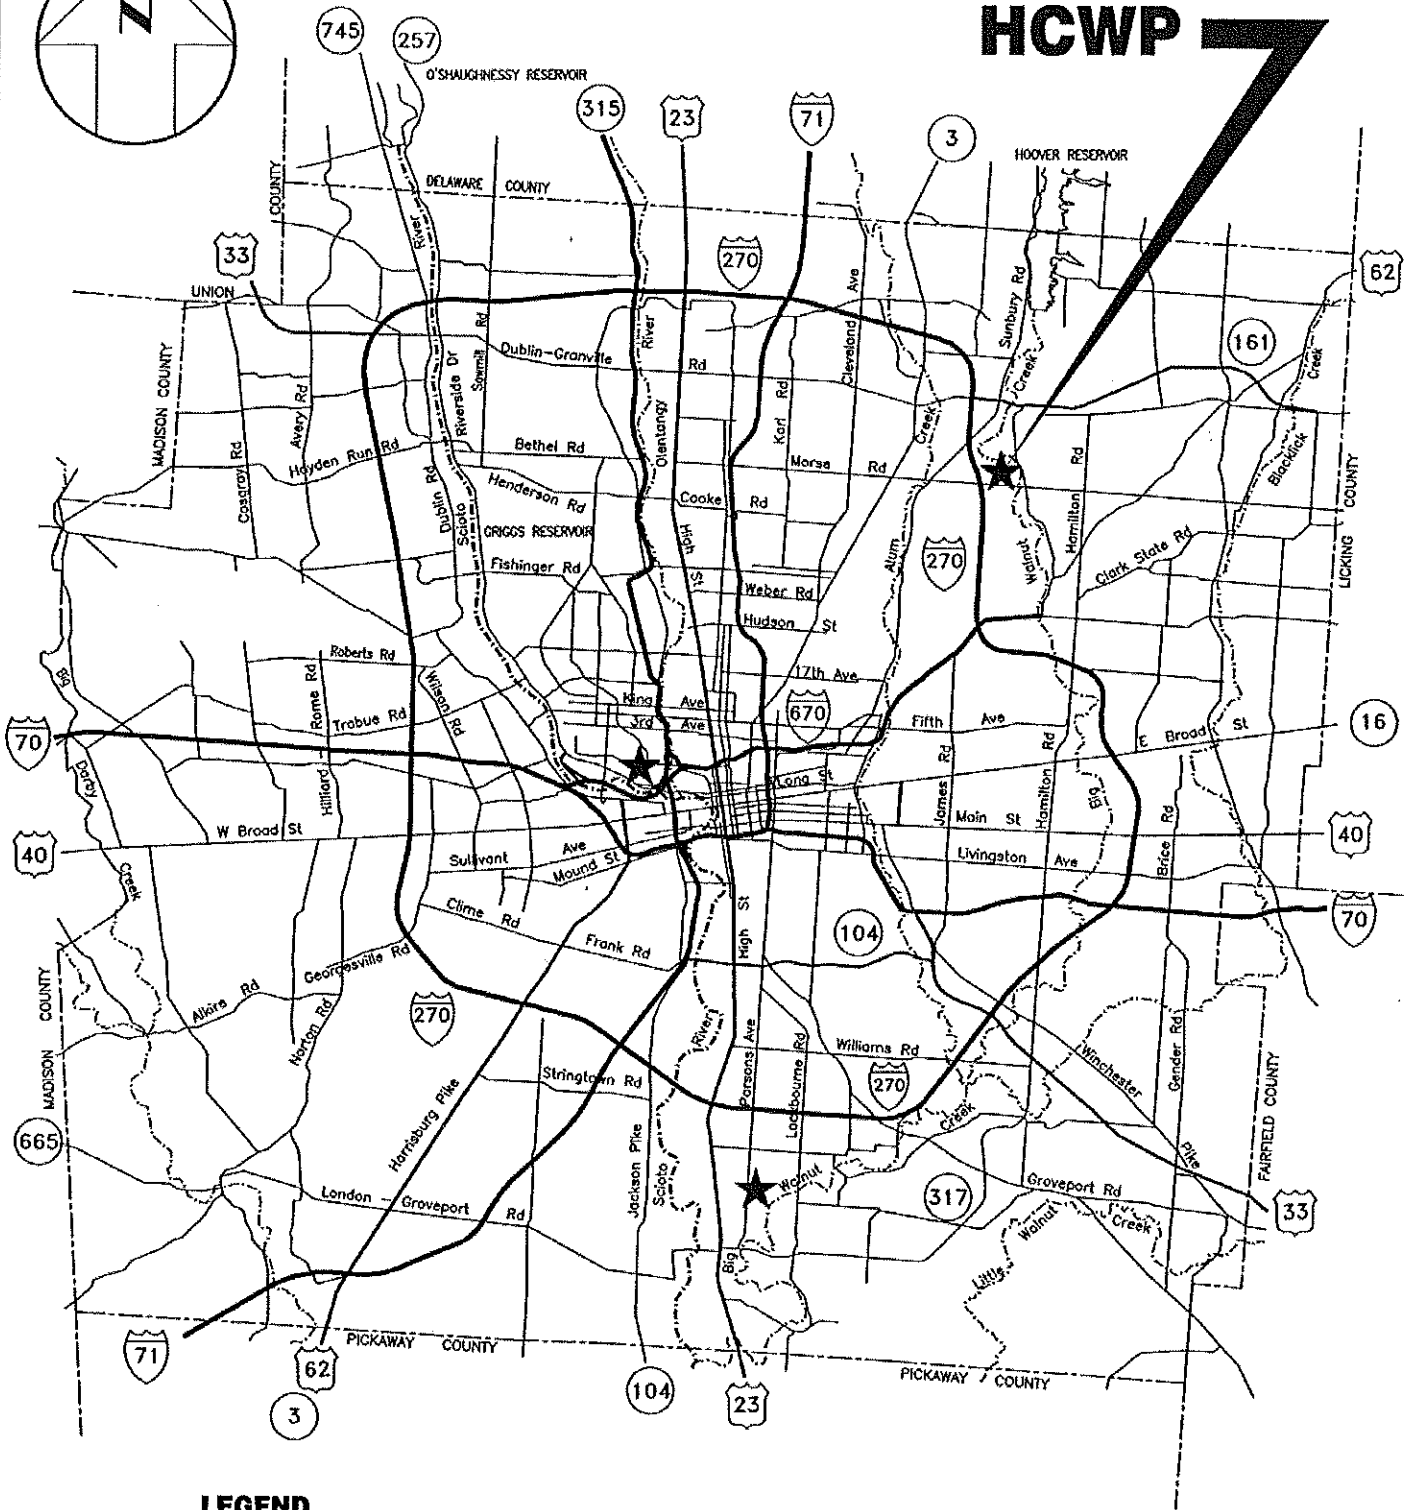 HCWP
N
745
257
O'SHAUGHNESSY RESERVOIR
315
23
71
3
HOOVER RESERVOIR
COUNTY
DELAWARE COUNTY
River
33
270
62
UNION
Sunbury Rd
Cleveland Ave
161
MADISON COUNTY
Avery Rd
Cosgray Rd
Riverside Dr
Sawmill Rd
Dublin-Granville Rd
River
Olentangy
Karl Rd
Creek
Creek
Creek
Blacklick
Hayden Run Rd
Bethel Rd
Morse Rd
Hamilton Rd
Dublin Rd
Scioto
Henderson Rd
Cooke Rd
GRIGGS RESERVOIR
High St
Fishinger Rd
Alum
270
Walnut
Clark State Rd
LICKING COUNTY
Weber Rd
Hudson St
Roberts Rd
17th Ave
Big
Rome Rd
Hilliard
Wilson Rd
King Ave
Trabue Rd
3rd Ave
670
Fifth Ave
16
70
E Broad St
Darby
James Rd
Hamilton Rd
Big
Long St
W Broad St
Main St
40
40
Sullivant Ave
Mound St
Livingston Ave
Brice Rd
Creek
Clime Rd
Frank Rd
High St
104
70
Georgesville Rd
Alkire Rd
MADISON COUNTY
Norton Rd
270
River
Parsons Ave
Lockbourne Rd
Williams Rd
Winchester Pike
Gender Rd
270
Stringtown Rd
Creek
FAIRFIELD COUNTY
Harrisburg Pike
665
Jackson Pike
Scioto
Walnut
London - Groveport Rd
317
Groveport Rd
33
Walnut
Creek
Big
Little
71
62
PICKAWAY COUNTY
3
104
23
PICKAWAY COUNTY
LEGEND